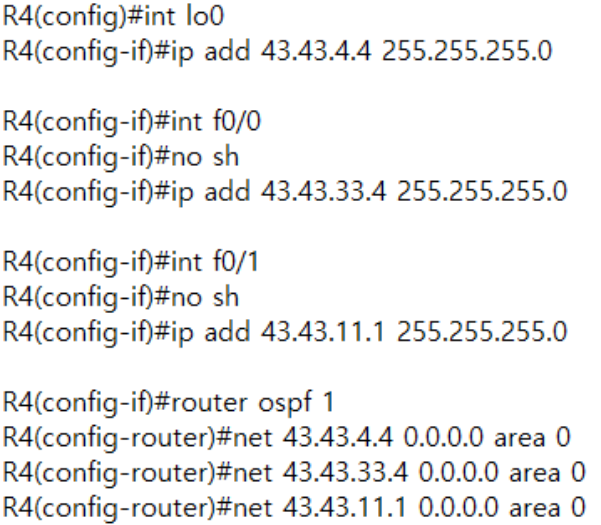 R4(config)#int lo0
R4(config-if)#ip add 43.43.4.4 255.255.255.0
R4(config-if)#int f0/0
R4(config-if)#no sh
R4(config-if)#ip add 43.43.33.4 255.255.255.0
R4(config-if)#int f0/1
R4(config-if)#no sh
R4(config-if)#ip add 43.43.11.1 255.255.255.0
R4(config-if)#router ospf 1
R4(config-router)#net 43.43.4.4 0.0.0.0 area 0
R4(config-router)#net 43.43.33.4 0.0.0.0 area 0
R4(config-router)#net 43.43.11.1 0.0.0.0 area 0